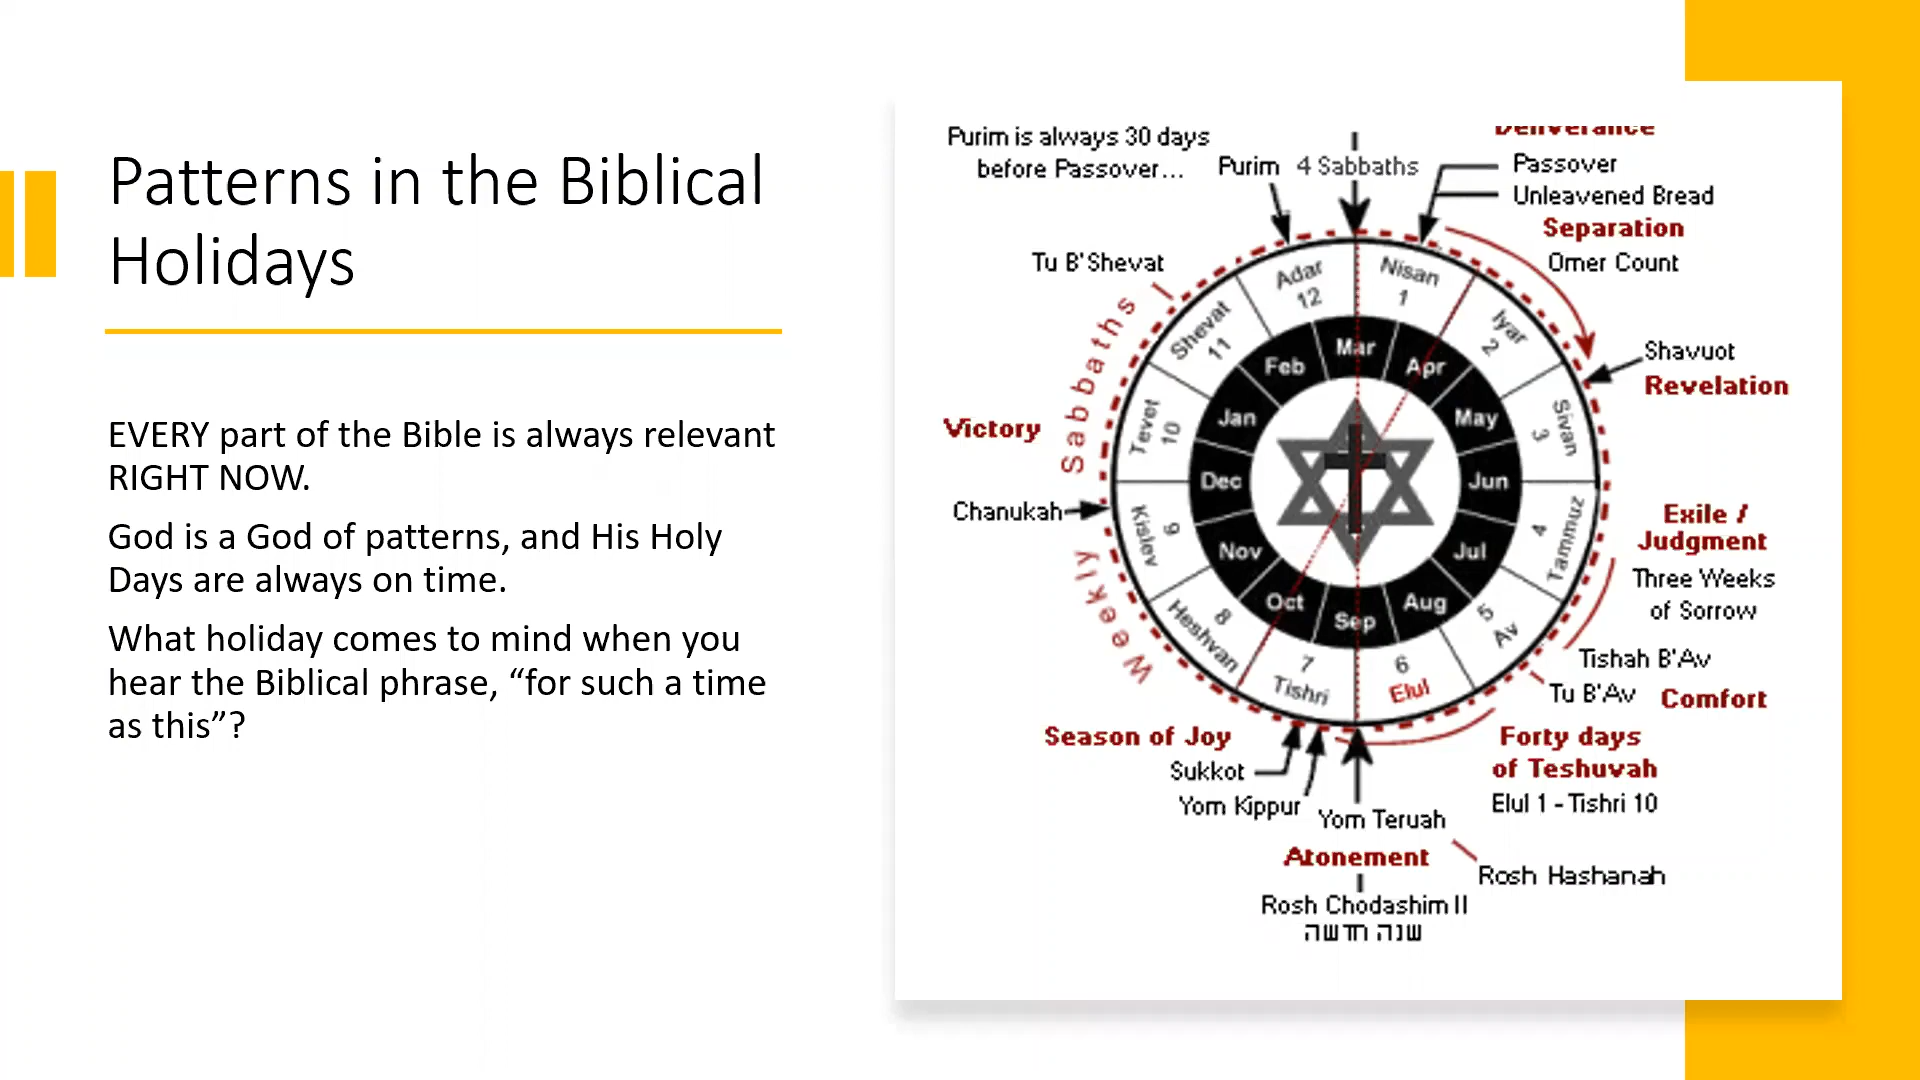 Patterns in the Biblical
Holidays
EVERY part of the Bible is always relevant
RIGHT NOW.
God is a God of patterns, and His Holy
Days are always on time.
What holiday comes to mind when you
hear the Biblical phrase, “for such a time
as this”?
Purim is always 30 days
before Passover...
Purim
4 Sabbaths
Deliverance
Passover
Unleavened Bread
Separation
Omer Count
Tu B'Shevat
Shavuot
Revelation
Victory
Weekly Sabbaths
Chanukah
Exile /
Judgment
Three Weeks
of Sorrow
Tishah B'Av
Tu B'Av
Comfort
Forty days
of Teshuvah
Elul 1 - Tishri 10
Season of Joy
Sukkot
Yom Kippur
Yom Teruah
Atonement
Rosh Hashanah
Rosh Chodashim II
שנה חדשה
Nisan
1
Iyar
2
Sivan
3
Tammuz
4
Av
5
Elul
6
Tishri
7
Heshvan
8
Kislev
9
Tevet
10
Shevat
11
Adar
12
Jan
Feb
Mar
Apr
May
Jun
Jul
Aug
Sep
Oct
Nov
Dec